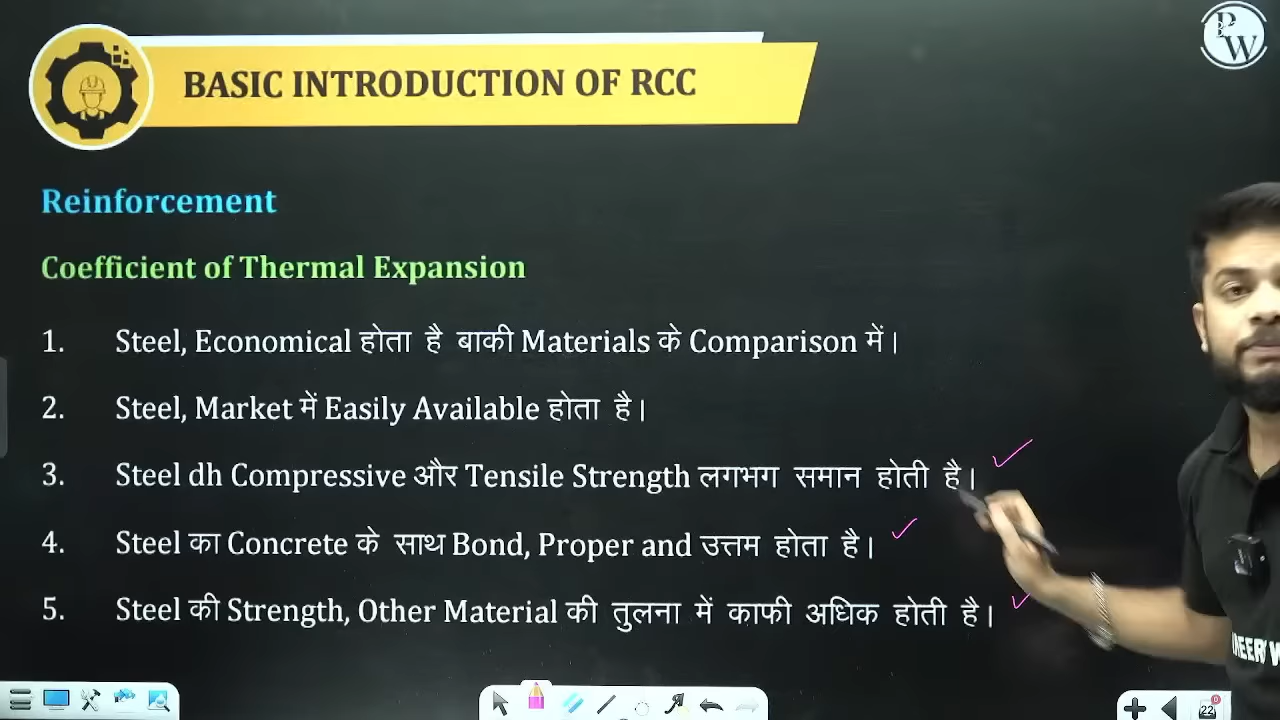 PW
BASIC INTRODUCTION OF RCC
Reinforcement
Coefficient of Thermal Expansion
1. Steel, Economical होता है बाकी Materials के Comparison में।
2. Steel, Market में Easily Available होता है।
3. Steel dh Compressive और Tensile Strength लगभग समान होती है।
4. Steel का Concrete के साथ Bond, Proper and उत्तम होता है।
5. Steel की Strength, Other Material की तुलना में काफी अधिक होती है।
22